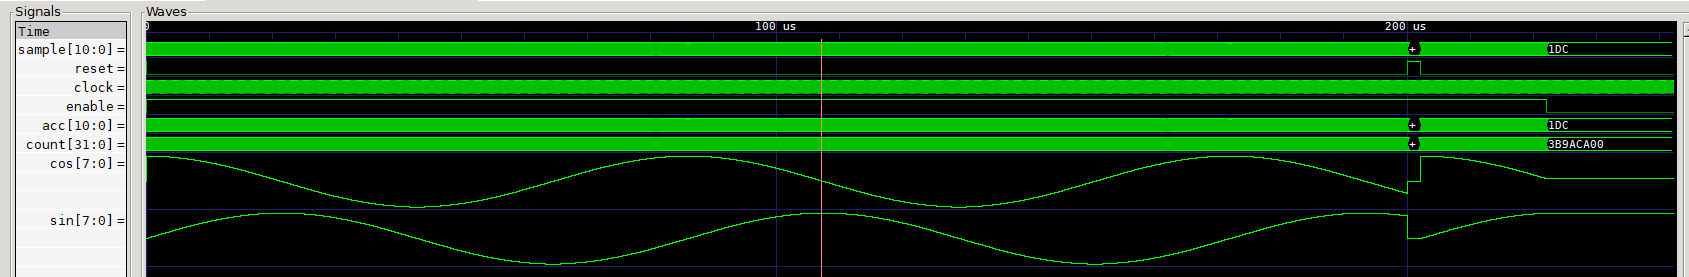 Signals
Waves
Time
0 100 us 200 us
sample[10:0] = + 1DC
reset =
clock =
enable =
acc[10:0] = + 1DC
count[31:0] = + 3B9ACA00
cos[7:0] =
sin[7:0] =